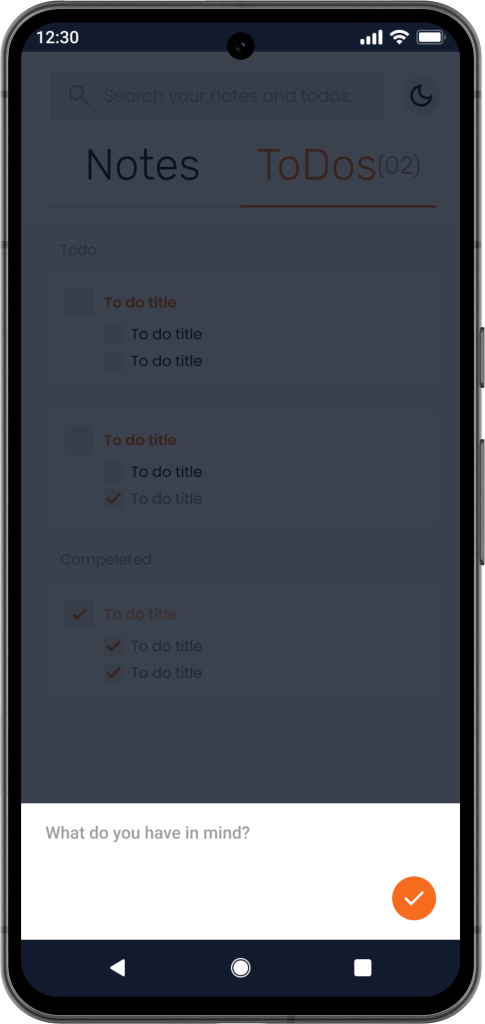 12:30
Search your notes and todos..
Notes
ToDos(02)
Todo
To do title
To do title
To do title
To do title
To do title
To do title
Compeleted
To do title
To do title
To do title
What do you have in mind?